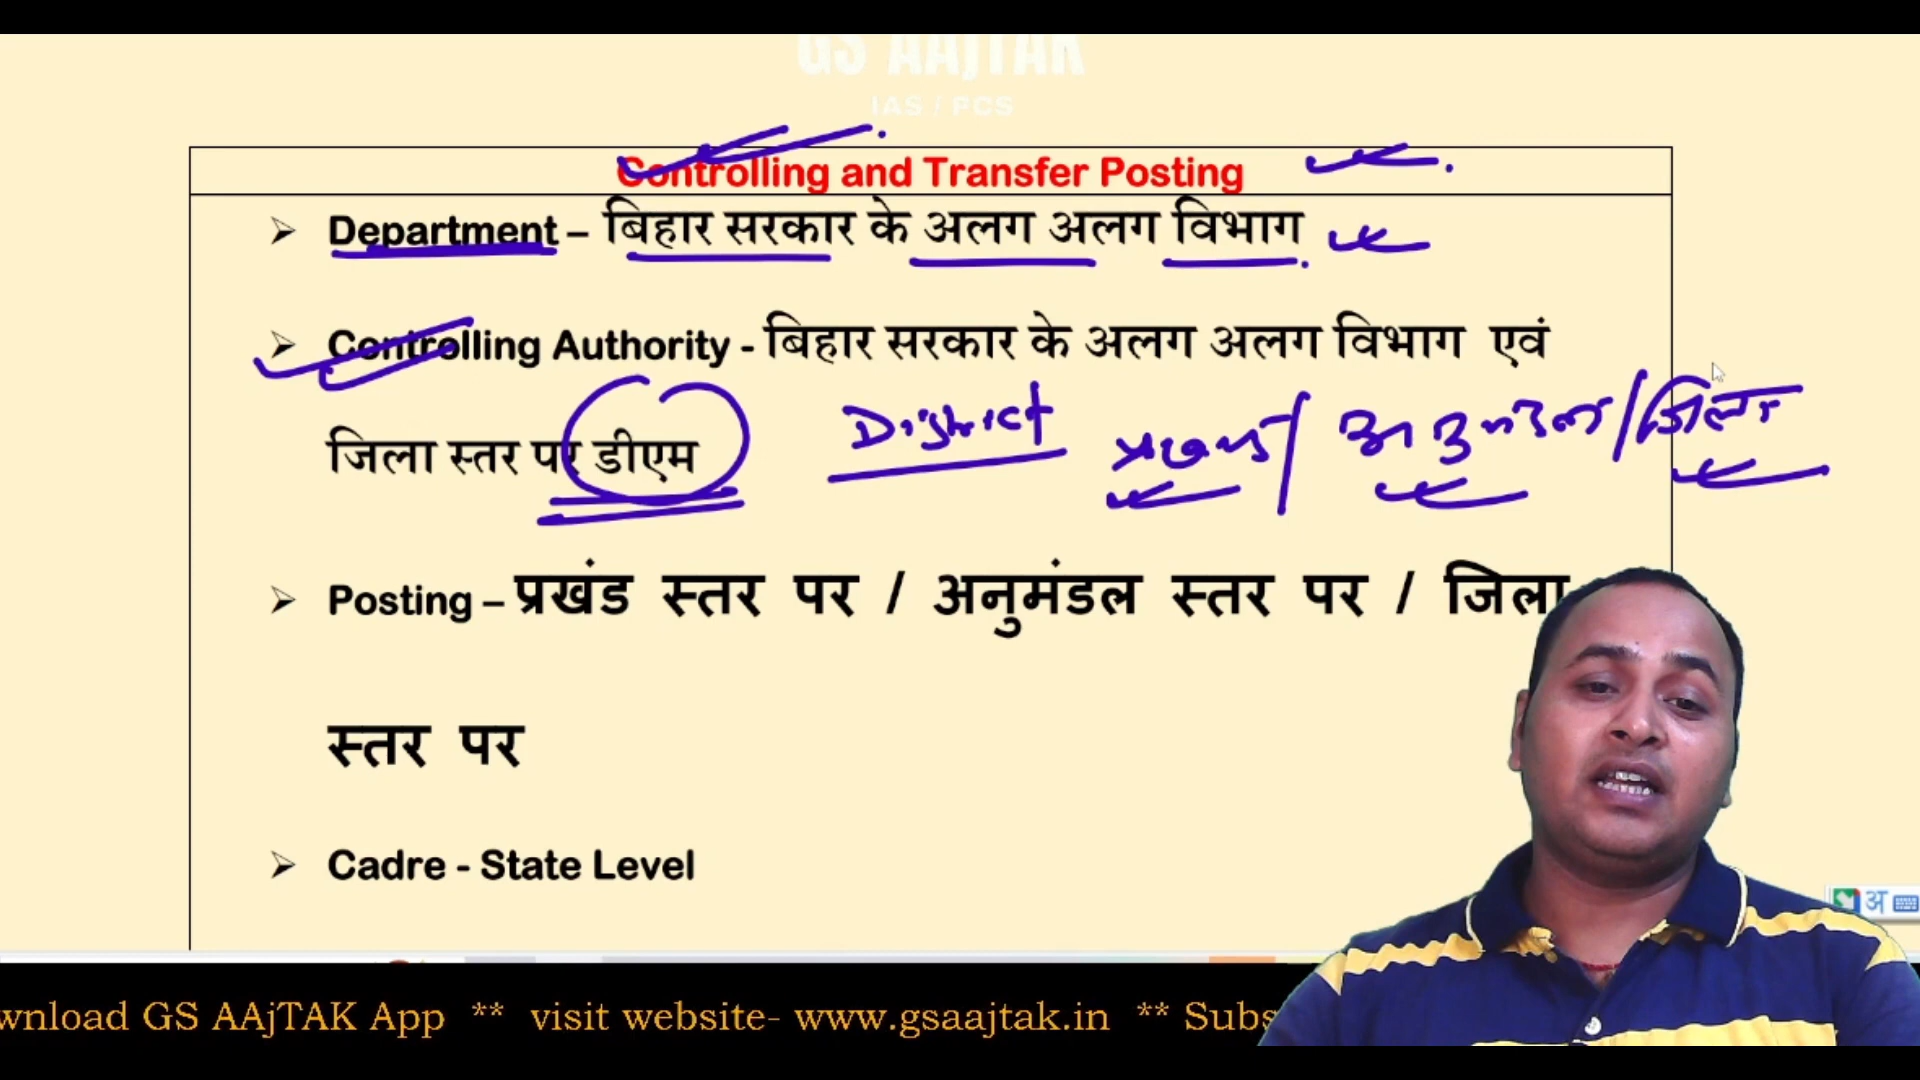 GS AAjTAK
IAS / PCS
Controlling and Transfer Posting
➢ Department – बिहार सरकार के अलग अलग विभाग
➢ Controlling Authority - बिहार सरकार के अलग अलग विभाग एवं
जिला स्तर पर डीएम
District / / जिला
➢ Posting – प्रखंड स्तर पर / अनुमंडल स्तर पर / जिला
स्तर पर
➢ Cadre - State Level
अ
wnload GS AAjTAK App ** visit website- www.gsaajtak.in ** Subs